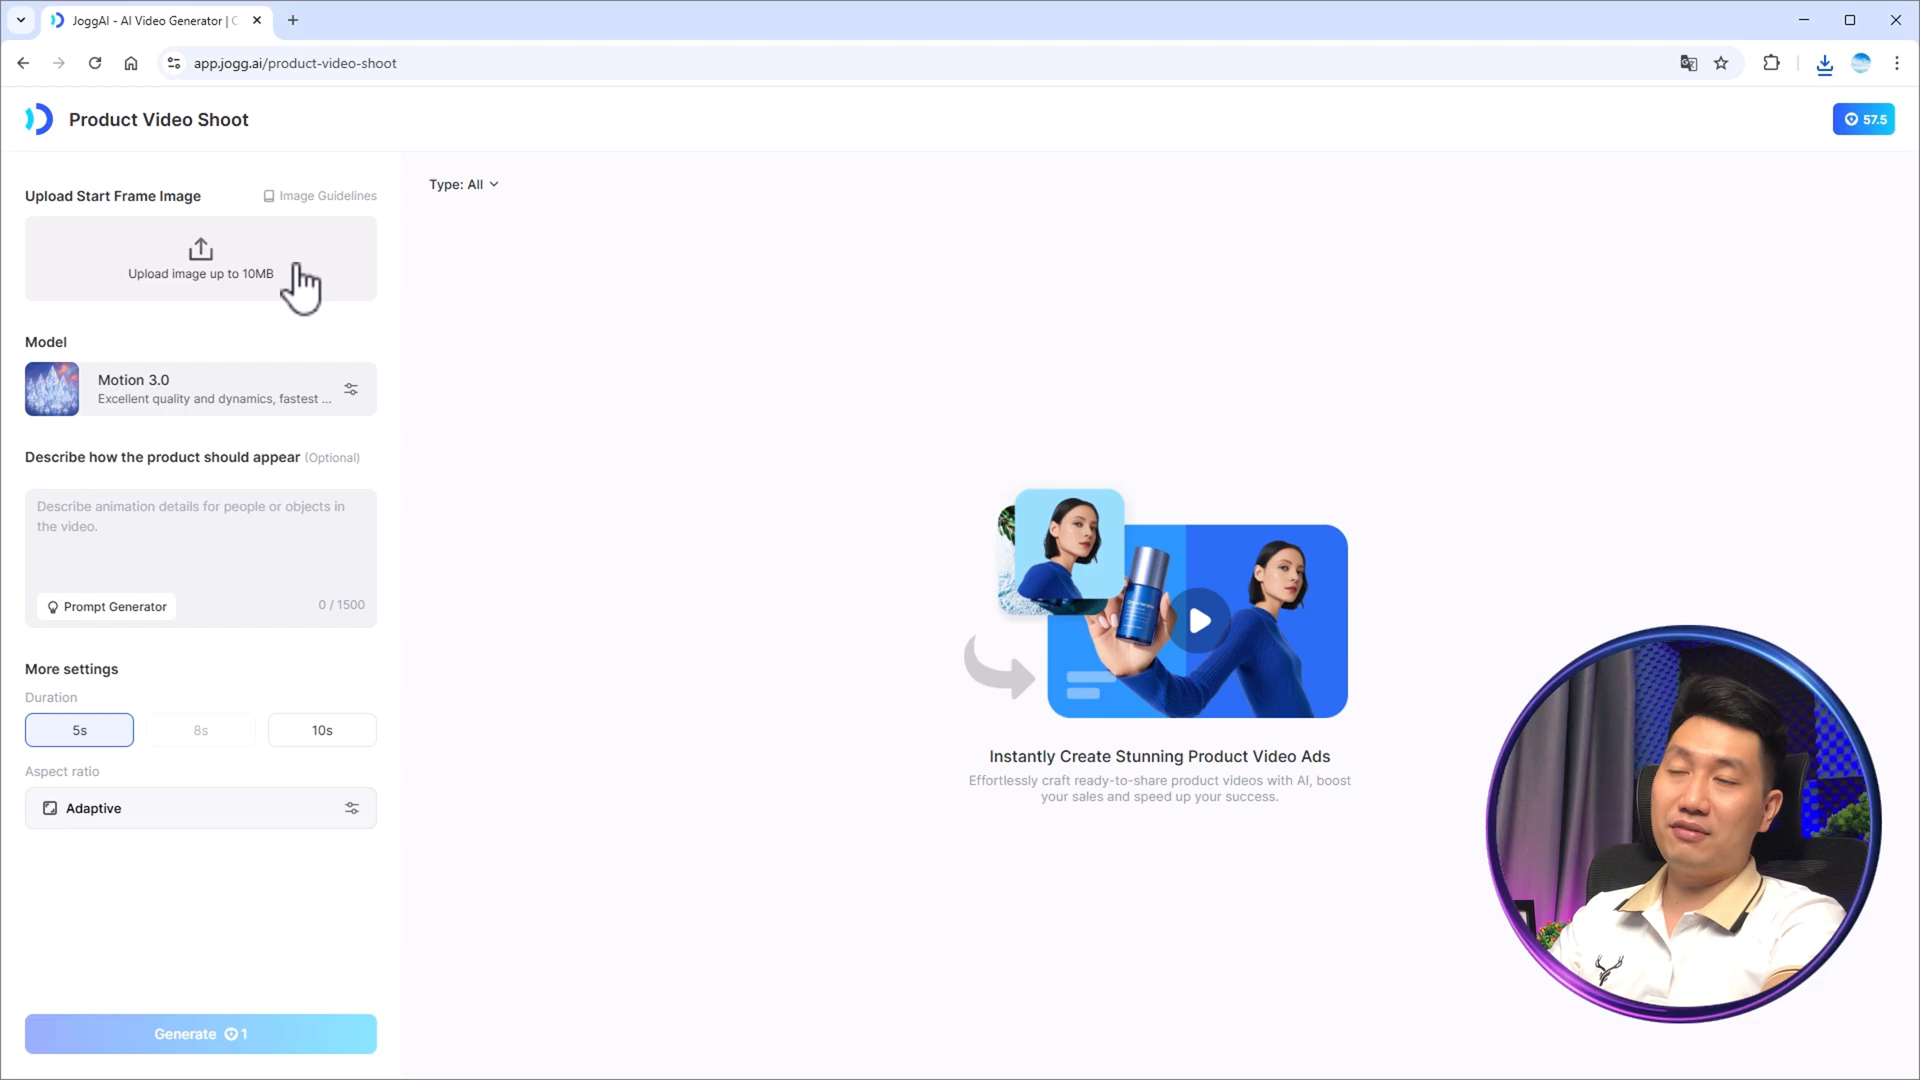 JoggAI - AI Video Generator | C
app.jogg.ai/product-video-shoot
Product Video Shoot
57.5
Upload Start Frame Image
Image Guidelines
Upload image up to 10MB
Model
Motion 3.0
Excellent quality and dynamics, fastest ...
Describe how the product should appear (Optional)
Describe animation details for people or objects in
the video.
Prompt Generator
0 / 1500
More settings
Duration
5s
8s
10s
Aspect ratio
Adaptive
Generate 1
Type: All
Instantly Create Stunning Product Video Ads
Effortlessly craft ready-to-share product videos with AI, boost
your sales and speed up your success.